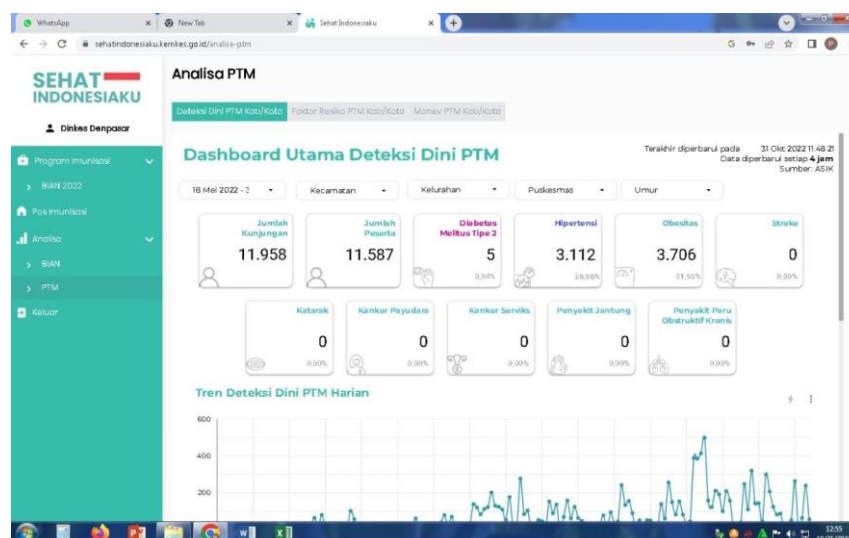 WhatsApp
New Tab
Sehat Indonesiaku
sehatindonesiaku.kemkes.go.id/analisa-ptm
SEHAT
INDONESIAKU
Dinkes Denpasar
Program Imunisasi
BIAN 2022
Pos Imunisasi
Analisa
BIAN
PTM
Keluar
Analisa PTM
Deteksi Dini PTM Kab/Kota Faktor Resiko PTM Kab/Kota Monev PTM Kab/Kota
Dashboard Utama Deteksi Dini PTM
Terakhir diperbarui pada 31 Okt 2022 11.48.21
Data diperbarui setiap 4 jam
Sumber: ASIK
18 Mei 2022 - 3
Kecamatan
Kelurahan
Puskesmas
Umur
Jumlah Kunjungan
11.958
Jumlah Peserta
11.587
Diabetes Melitus Tipe 2
5
0,04%
Hipertensi
3.112
26,86%
Obesitas
3.706
31,98%
Stroke
0
0,00%
Katarak
0
0,00%
Kanker Payudara
0
0,00%
Kanker Serviks
0
0,00%
Penyakit Jantung
0
0,00%
Penyakit Paru Obstruktif Kronis
0
0,00%
Tren Deteksi Dini PTM Harian
600
400
200
12:55